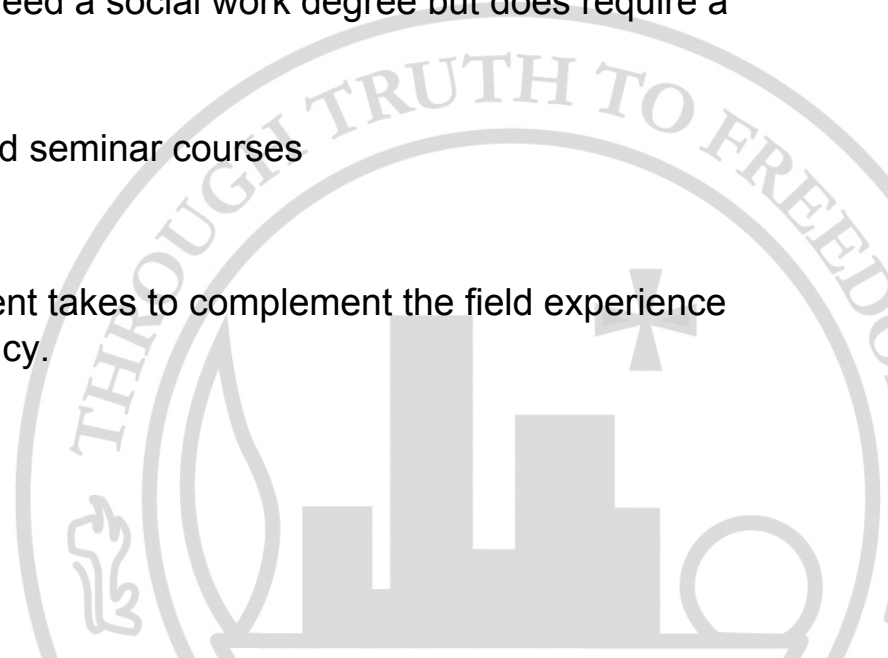 eed a social work degree but does require a
d seminar courses
ent takes to complement the field experience
cy.
THROUGH TRUTH TO FREEDO